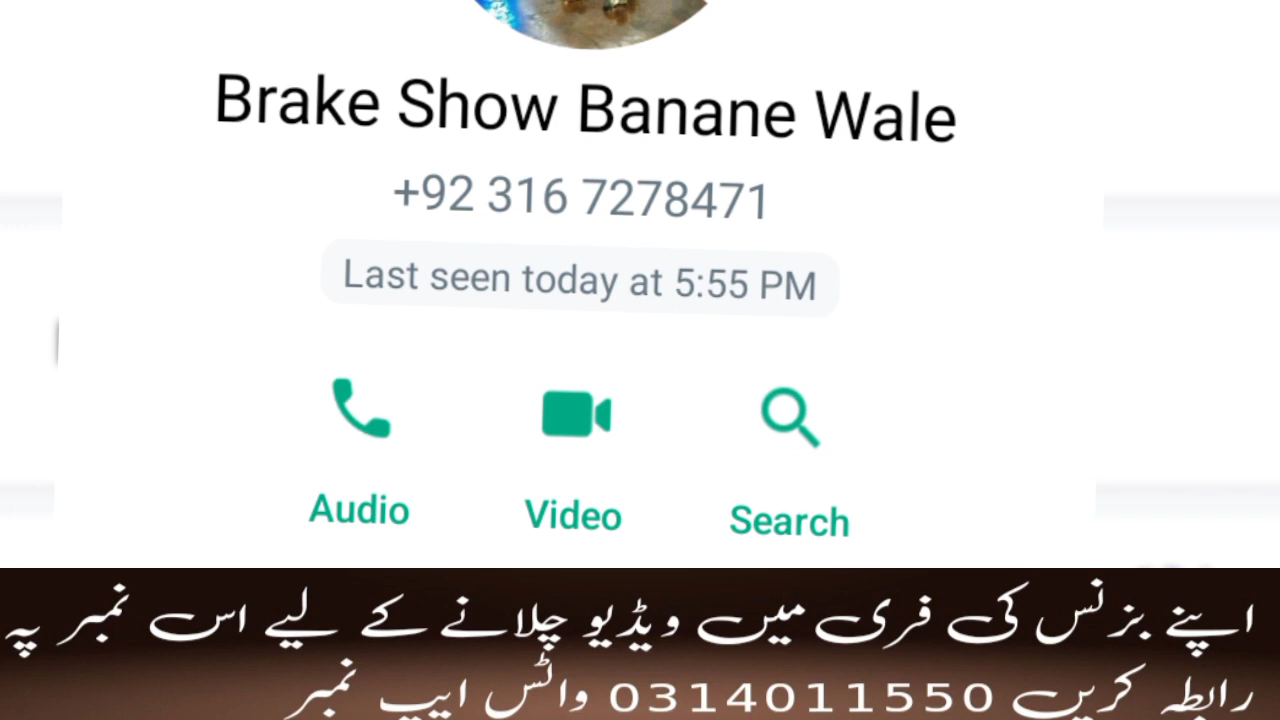 Brake Show Banane Wale
+92 316 7278471
Last seen today at 5:55 PM
Audio Video Search
اپنے بزنس کی فری میں ویڈیو چلانے کے لیے اس نمبر پہ
رابطہ کریں 0314011550 واٹس ایپ نمبر